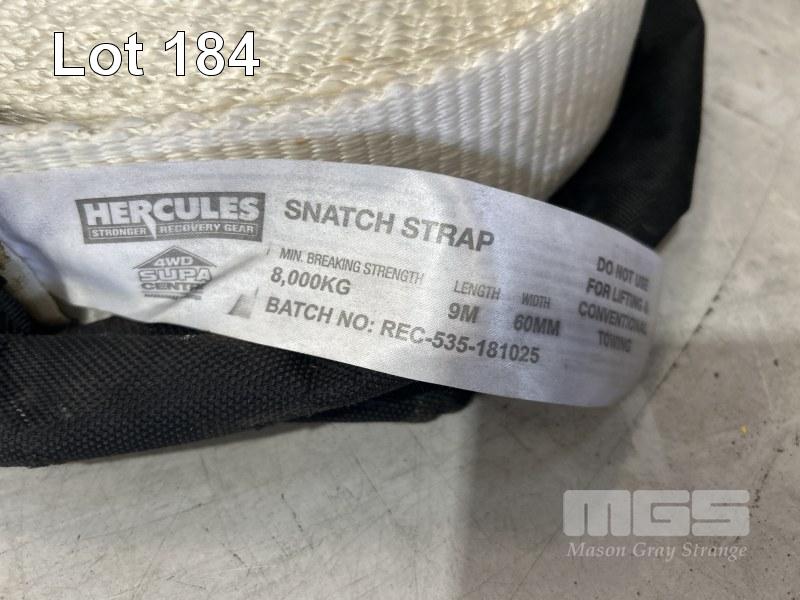 Lot 184
HERCULES
STRONGER RECOVERY GEAR
4WD
SUPA
CENTRE
SNATCH STRAP
MIN. BREAKING STRENGTH
8,000KG
LENGTH
9M
WIDTH
60MM
BATCH NO: REC-535-181025
DO NOT USE
FOR LIFTING &
CONVENTIONAL
TOWING
MGS
Mason Gray Strange